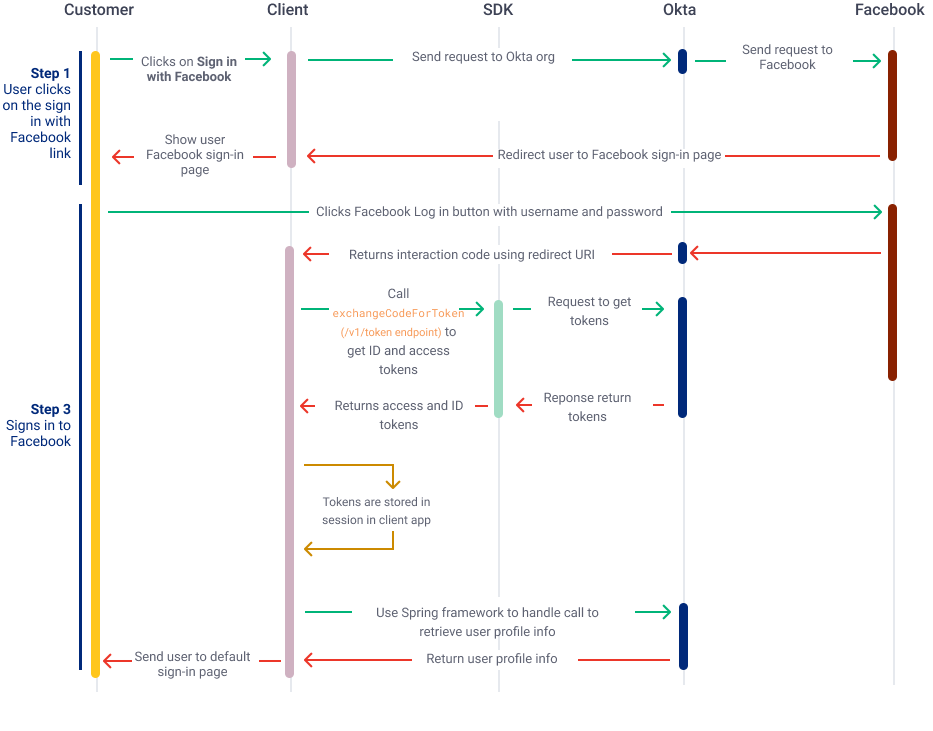 Customer
Client
SDK
Okta
Facebook
Step 1
User clicks
on the sign
in with
Facebook
link
Clicks on Sign in
with Facebook
Send request to Okta org
Send request to
Facebook
Show user
Facebook sign-in
page
Redirect user to Facebook sign-in page
Clicks Facebook Log in button with username and password
Returns interaction code using redirect URI
Call
exchangeCodeForToken
(/v1/token endpoint) to
get ID and access
tokens
Request to get
tokens
Step 3
Signs in to
Facebook
Returns access and ID
tokens
Reponse return
tokens
Tokens are stored in
session in client app
Use Spring framework to handle call to
retrieve user profile info
Send user to default
sign-in page
Return user profile info